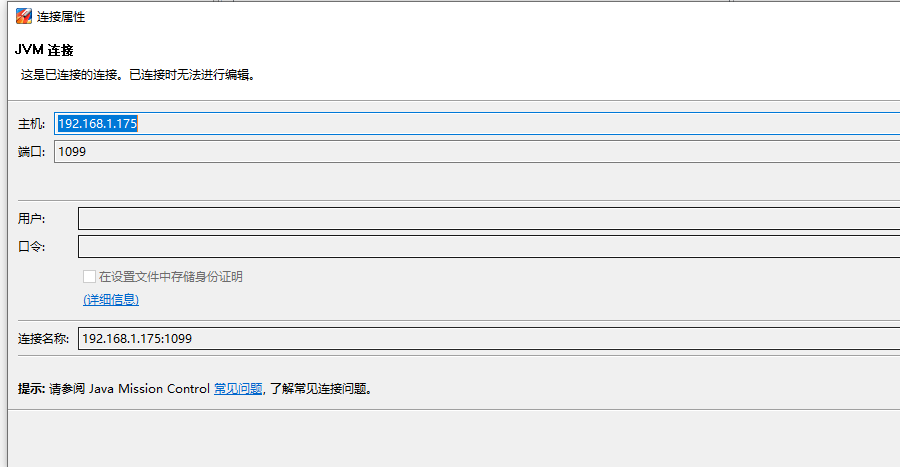 连接属性
JVM 连接
这是已连接的连接。已连接时无法进行编辑。
主机: 192.168.1.175
端口: 1099
用户:
口令:
在设置文件中存储身份证明
(详细信息)
连接名称: 192.168.1.175:1099
提示: 请参阅 Java Mission Control 常见问题, 了解常见连接问题。